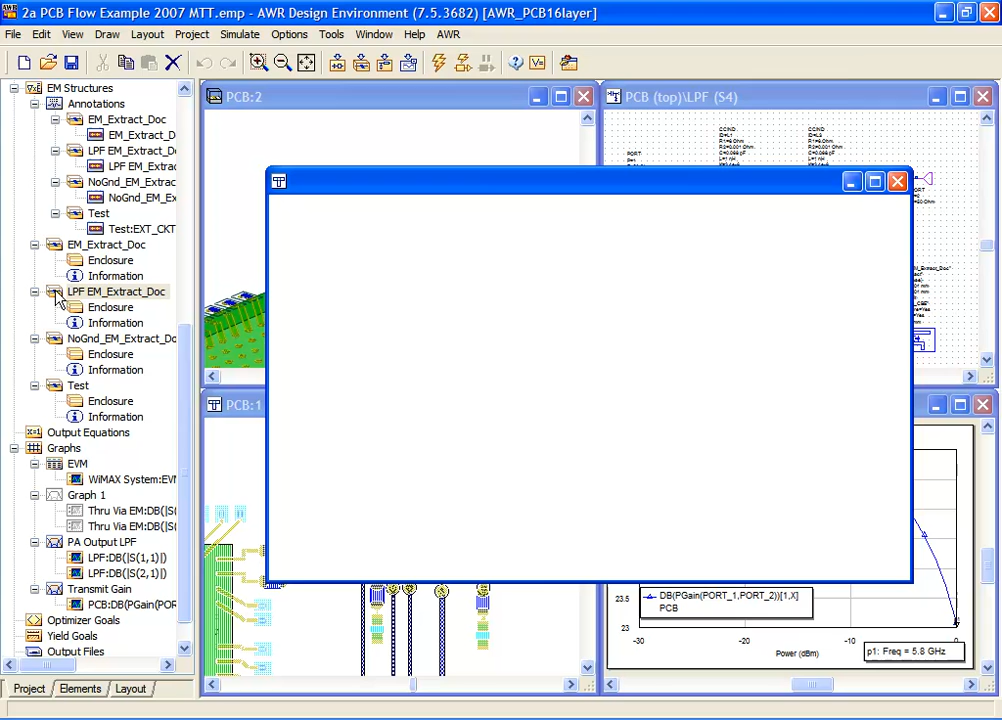 2a PCB Flow Example 2007 MTT.emp - AWR Design Environment (7.5.3682) [AWR_PCB16layer]
File Edit View Draw Layout Project Simulate Options Tools Window Help AWR
EM Structures
Annotations
EM_Extract_Doc
EM_Extract_D
LPF EM_Extract_Do
LPF EM_Extrac
NoGnd_EM_Extrac
NoGnd_EM_Ex
Test
Test:EXT_CKT
EM_Extract_Doc
Enclosure
Information
LPF EM_Extract_Doc
Enclosure
Information
NoGnd_EM_Extract_Do
Enclosure
Information
Test
Enclosure
Information
Output Equations
Graphs
EVM
WiMAX System:EVM
Graph 1
Thru Via EM:DB(|S(
Thru Via EM:DB(|S(
PA Output LPF
LPF:DB(|S(1,1)|)
LPF:DB(|S(2,1)|)
Transmit Gain
PCB:DB(PGain(POR
Optimizer Goals
Yield Goals
Output Files
Project Elements Layout
PCB:2
PCB (top)\LPF (S4)
CCIND
ID=L1
CCIND
PORT
PCB:1
DB(PGain(PORT_1,PORT_2))[1,X]
PCB
23.5
23
-30 -20 -10 0
Power (dBm)
p1: Freq = 5.8 GHz